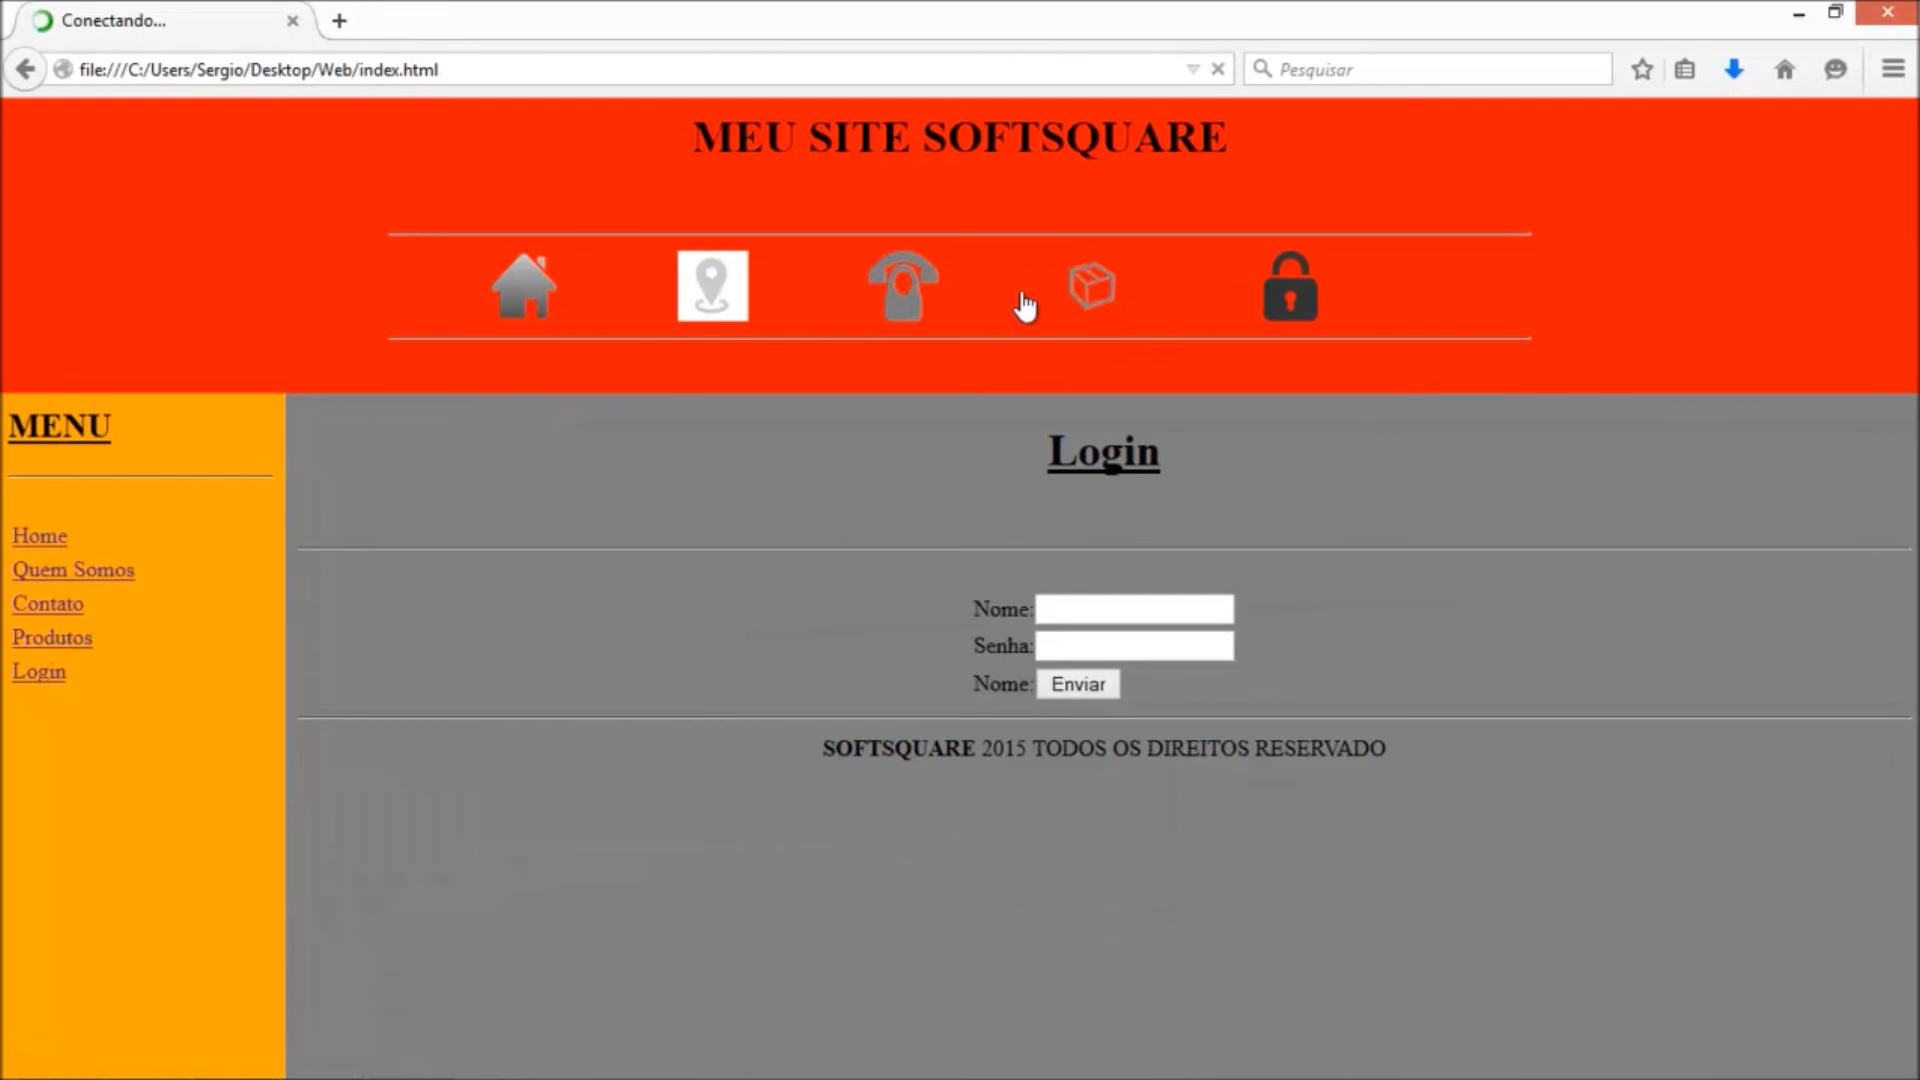 Conectando...
file:///C:/Users/Sergio/Desktop/Web/index.html
Pesquisar
MEU SITE SOFTSQUARE
MENU
Home
Quem Somos
Contato
Produtos
Login
Login
Nome:
Senha:
Nome: Enviar
SOFTSQUARE 2015 TODOS OS DIREITOS RESERVADO